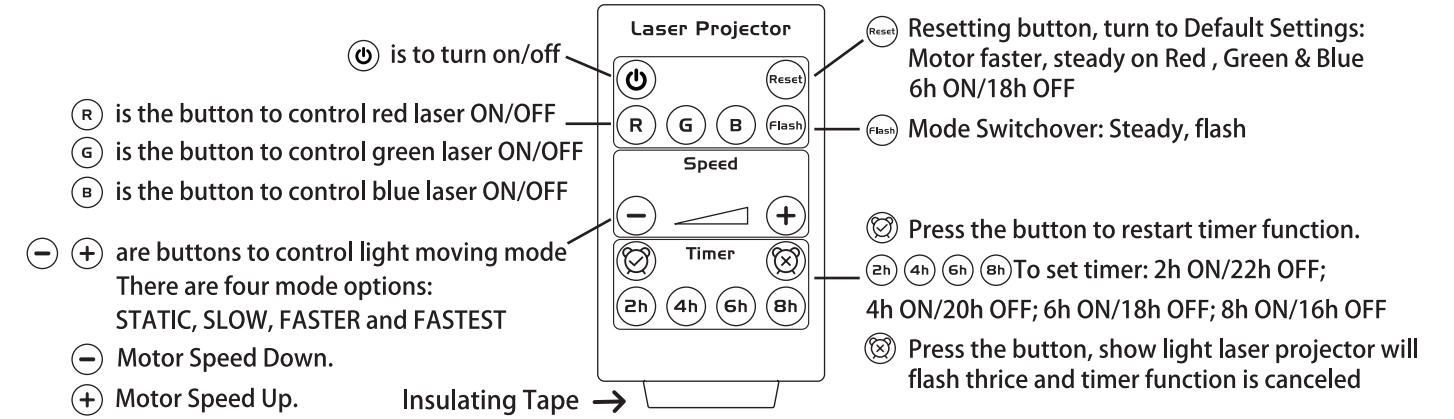 is to turn on/off
R is the button to control red laser ON/OFF
G is the button to control green laser ON/OFF
B is the button to control blue laser ON/OFF
− + are buttons to control light moving mode
There are four mode options:
STATIC, SLOW, FASTER and FASTEST
− Motor Speed Down.
+ Motor Speed Up.
Insulating Tape →
Laser Projector
Reset
R G B Flash
Speed
− +
Timer
2h 4h 6h 8h
Reset Resetting button, turn to Default Settings:
Motor faster, steady on Red , Green & Blue
6h ON/18h OFF
Flash Mode Switchover: Steady, flash
Press the button to restart timer function.
2h 4h 6h 8h To set timer: 2h ON/22h OFF;
4h ON/20h OFF; 6h ON/18h OFF; 8h ON/16h OFF
Press the button, show light laser projector will
flash thrice and timer function is canceled